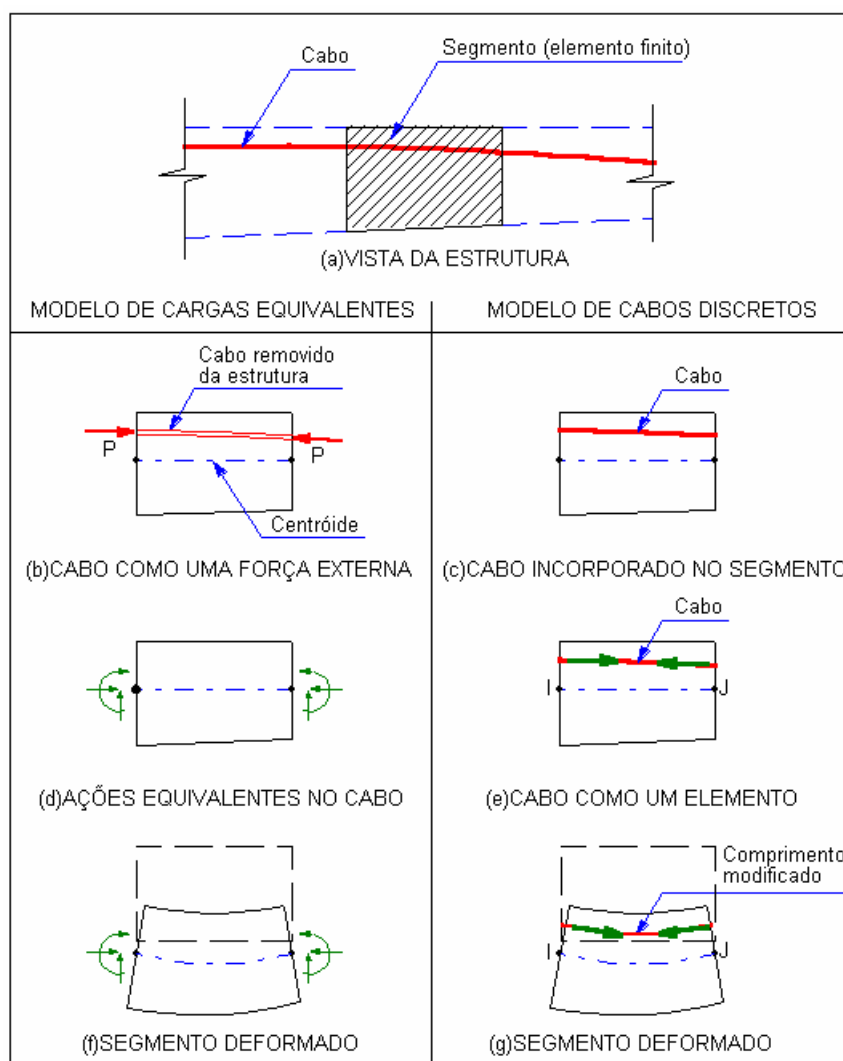 Cabo
Segmento (elemento finito)
(a)VISTA DA ESTRUTURA
MODELO DE CARGAS EQUIVALENTES
MODELO DE CABOS DISCRETOS
Cabo removido
da estrutura
P
P
Centróide
(b)CABO COMO UMA FORÇA EXTERNA
Cabo
(c)CABO INCORPORADO NO SEGMENTO
(d)AÇÕES EQUIVALENTES NO CABO
Cabo
I
J
(e)CABO COMO UM ELEMENTO
(f)SEGMENTO DEFORMADO
Comprimento
modificado
I
J
(g)SEGMENTO DEFORMADO